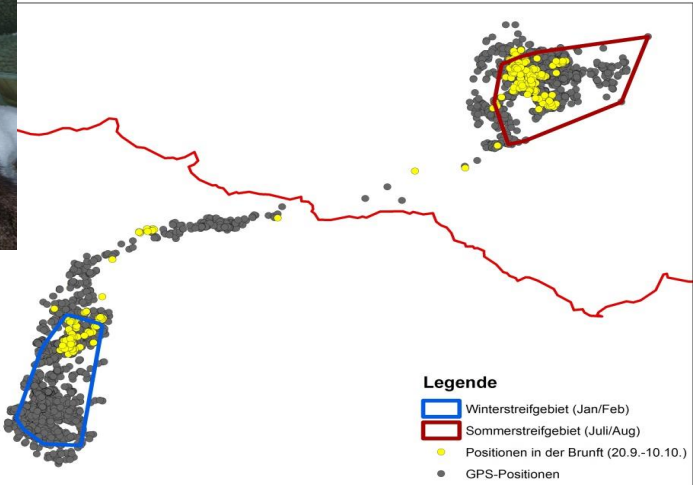 Legende
Winterstreifgebiet (Jan/Feb)
Sommerstreifgebiet (Juli/Aug)
Positionen in der Brunft (20.9.-10.10.)
GPS-Positionen